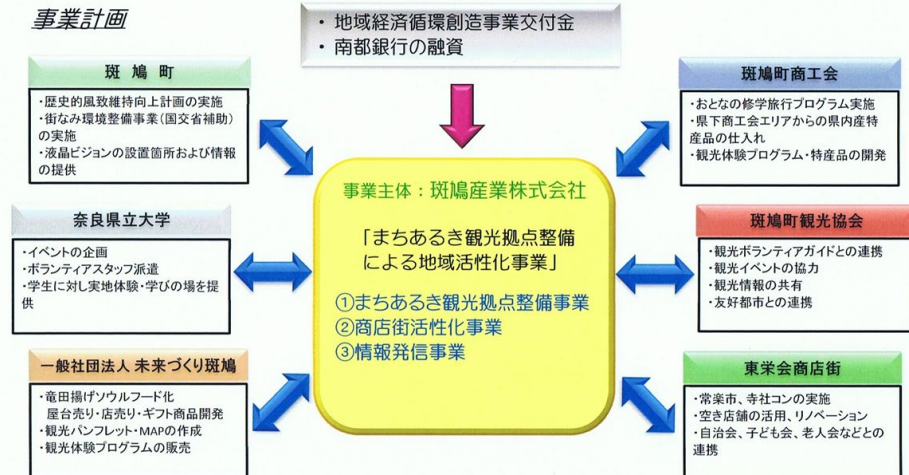 事業計画
・ 地域経済循環創造事業交付金
・ 南都銀行の融資
斑 鳩 町
・歴史的風致維持向上計画の実施
・街なみ環境整備事業(国交省補助)
の実施
・液晶ビジョンの設置箇所および情報
の提供
斑鳩町商工会
・おとなの修学旅行プログラム実施
・県下商工会エリアからの県内産特
産品の仕入れ
・観光体験プログラム・特産品の開発
事業主体：斑鳩産業株式会社
「まちあるき観光拠点整備
による地域活性化事業」
①まちあるき観光拠点整備事業
②商店街活性化事業
③情報発信事業
奈良県立大学
・イベントの企画
・ボランティアスタッフ派遣
・学生に対し実地体験・学びの場を提
供
斑鳩町観光協会
・観光ボランティアガイドとの連携
・観光イベントの協力
・観光情報の共有
・友好都市との連携
一般社団法人 未来づくり斑鳩
・竜田揚げソウルフード化
屋台売り・店売り・ギフト商品開発
・観光パンフレット・MAPの作成
・観光体験プログラムの販売
東栄会商店街
・常楽市、寺社コンの実施
・空き店舗の活用、リノベーション
・自治会、子ども会、老人会などとの
連携